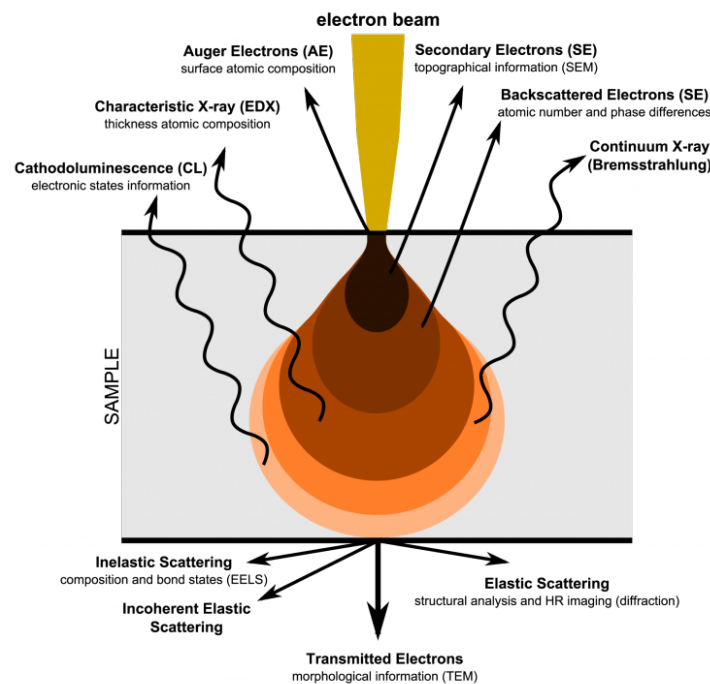 electron beam
Auger Electrons (AE)
surface atomic composition
Secondary Electrons (SE)
topographical information (SEM)
Characteristic X-ray (EDX)
thickness atomic composition
Backscattered Electrons (SE)
atomic number and phase differences
Cathodoluminescence (CL)
electronic states information
Continuum X-ray
(Bremsstrahlung)
SAMPLE
Inelastic Scattering
composition and bond states (EELS)
Incoherent Elastic
Scattering
Elastic Scattering
structural analysis and HR imaging (diffraction)
Transmitted Electrons
morphological information (TEM)